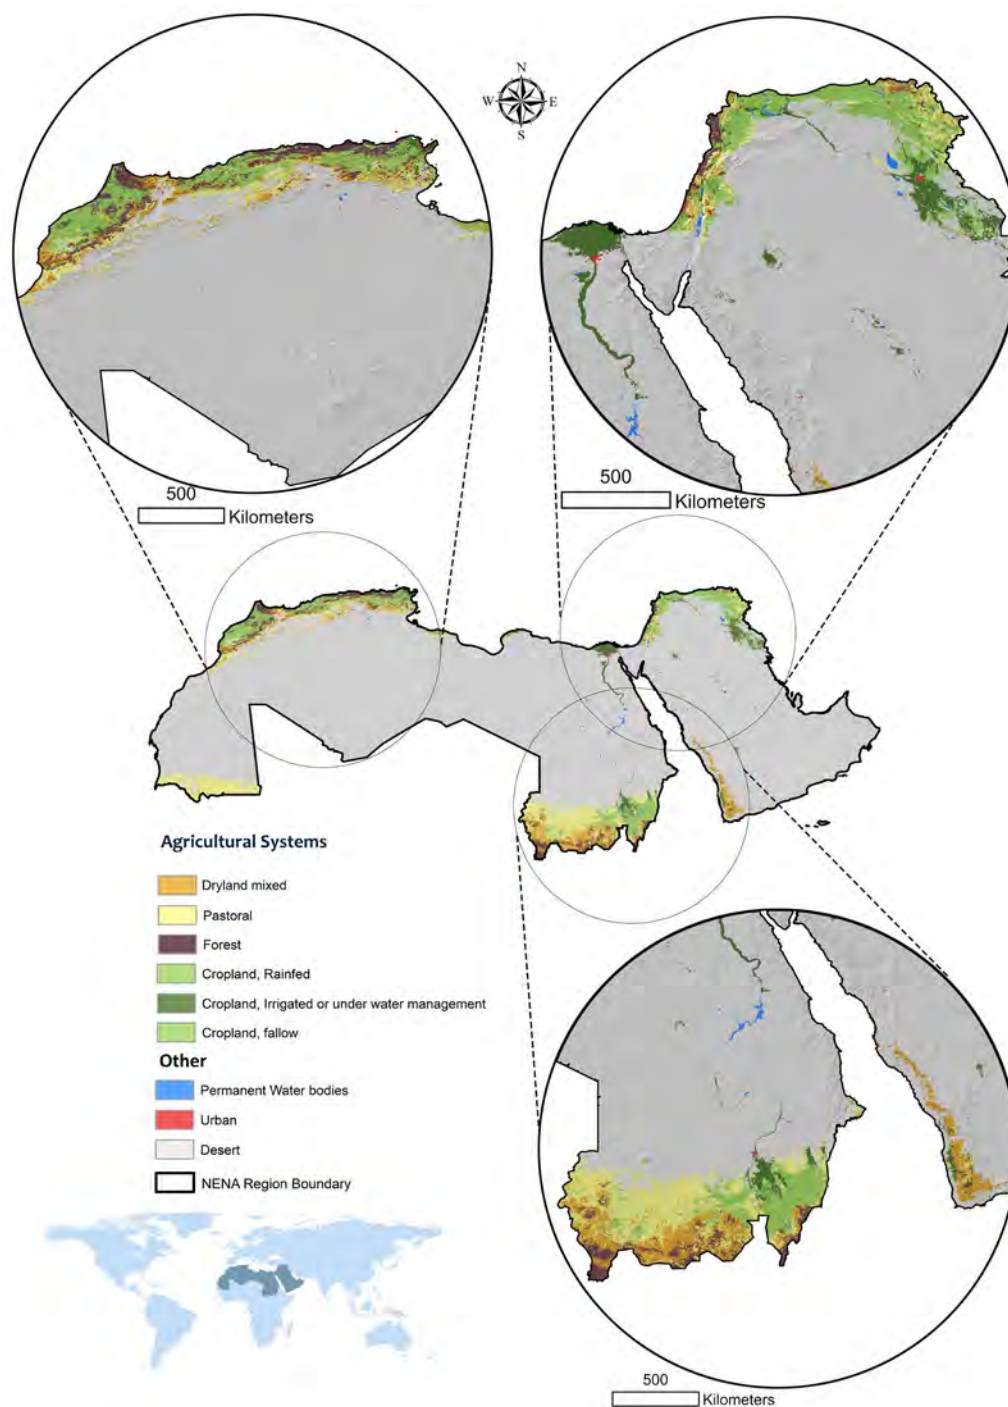 N
W E
S
500
Kilometers
500
Kilometers
Agricultural Systems
Dryland mixed
Pastoral
Forest
Cropland, Rainfed
Cropland, Irrigated or under water management
Cropland, fallow
Other
Permanent Water bodies
Urban
Desert
NENA Region Boundary
500
Kilometers